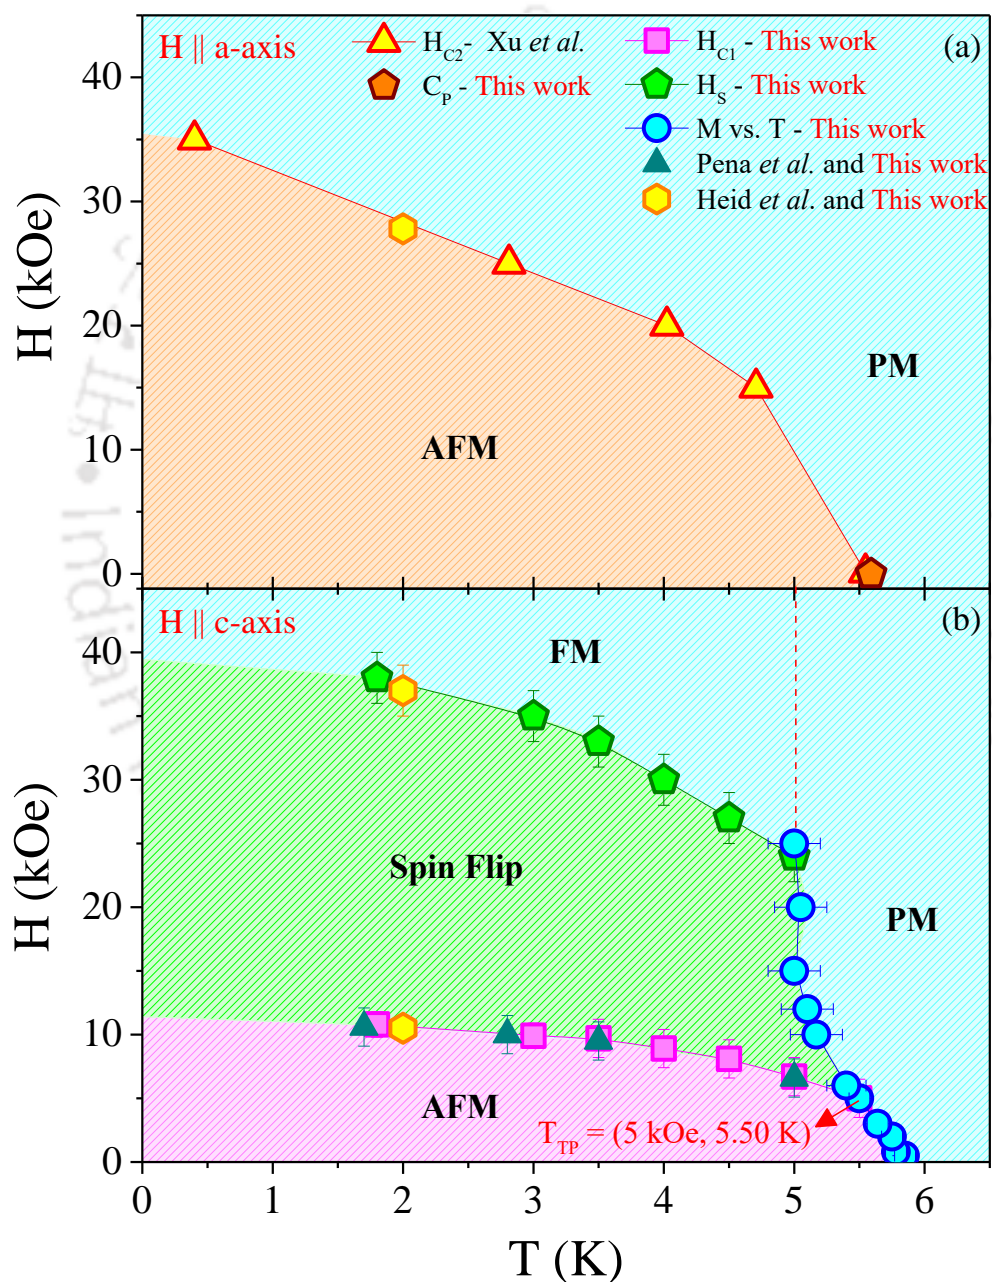 H || a-axis
(a)
H_C2- Xu et al.
C_P - This work
H_C1 - This work
H_S - This work
M vs. T - This work
Pena et al. and This work
Heid et al. and This work
40
30
20
10
0
H (kOe)
AFM
PM
H || c-axis
(b)
FM
Spin Flip
PM
AFM
T_TP = (5 kOe, 5.50 K)
40
30
20
10
0
H (kOe)
0 1 2 3 4 5 6
T (K)
Indian